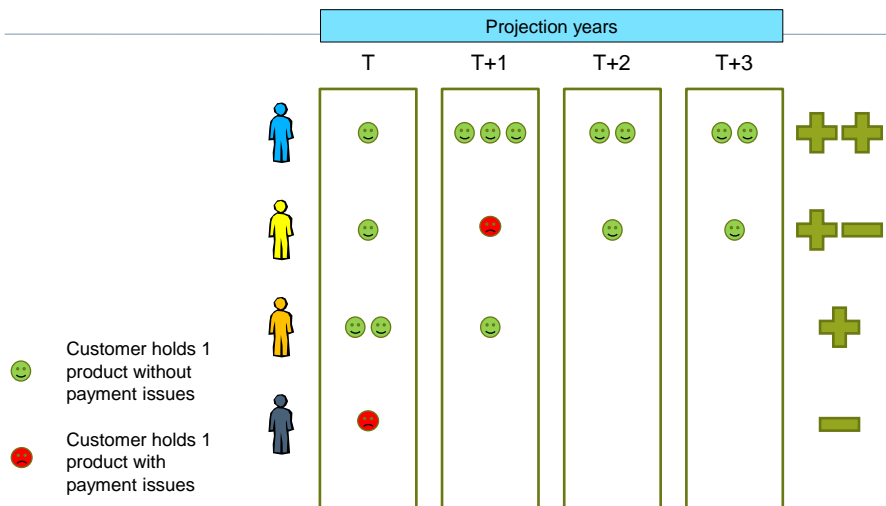 Projection years
T T+1 T+2 T+3
Customer holds 1
product without
payment issues
Customer holds 1
product with
payment issues